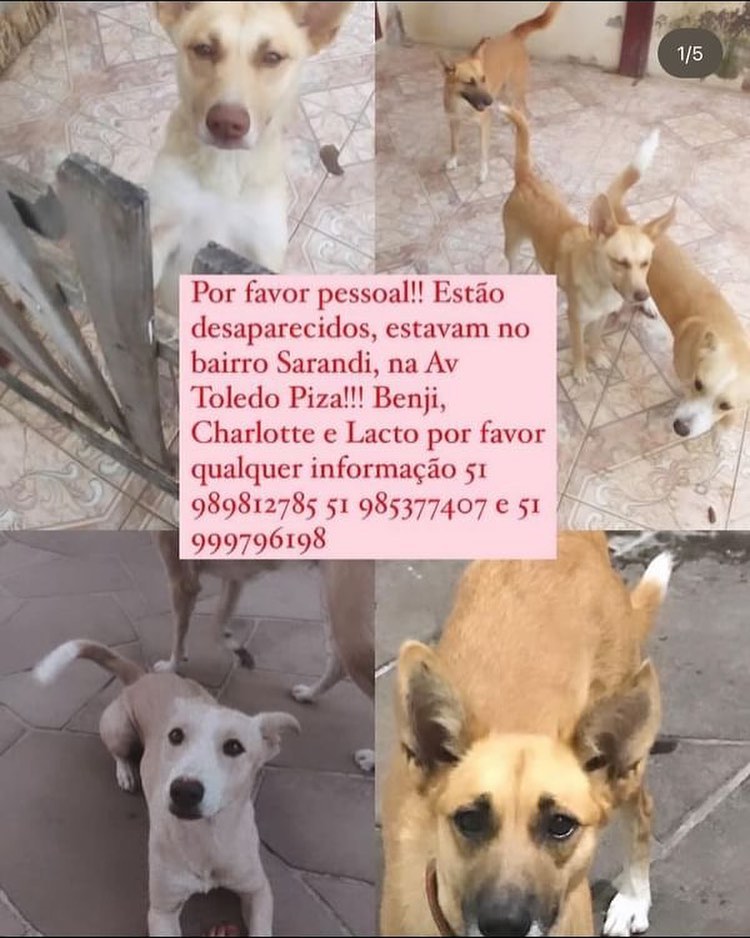 1/5
Por favor pessoal!! Estão
desaparecidos, estavam no
bairro Sarandi, na Av
Toledo Piza!!! Benji,
Charlotte e Lacto por favor
qualquer informação 51
989812785 51 985377407 e 51
999796198